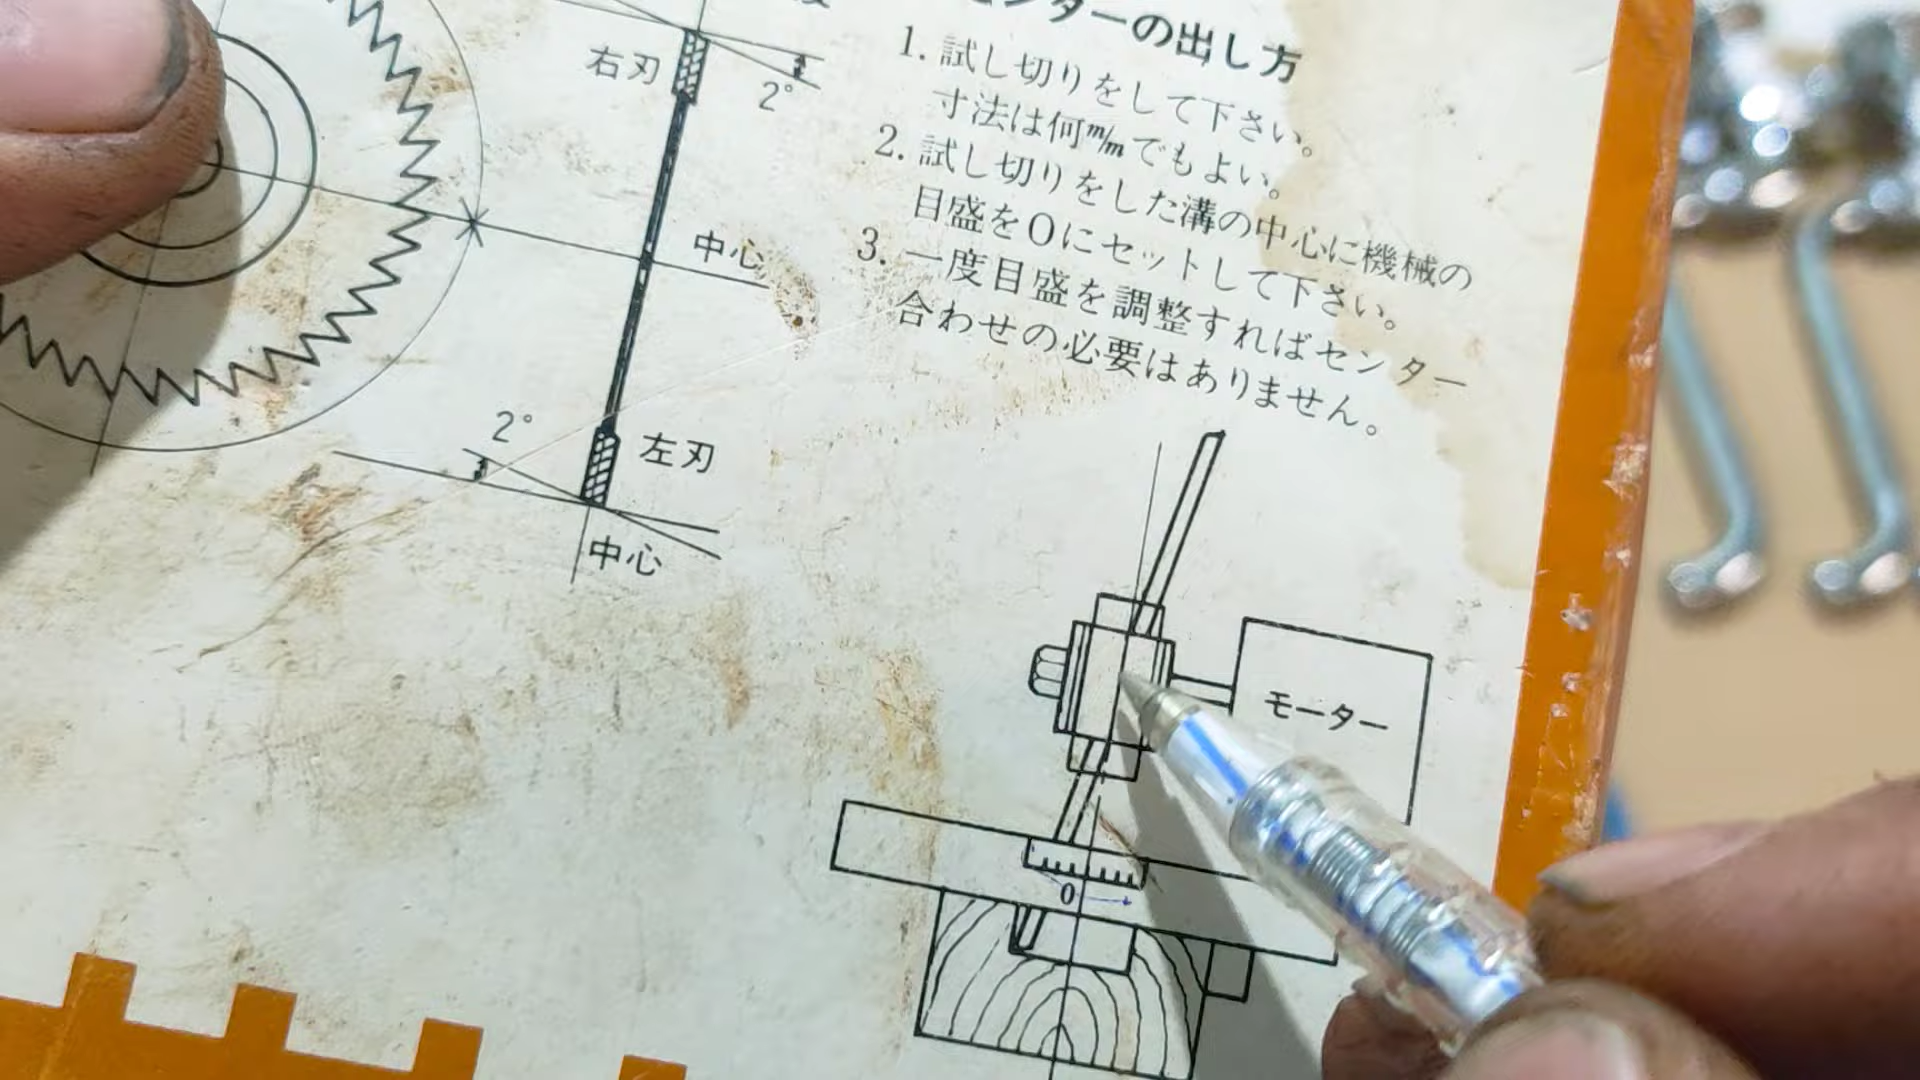 ンターの出し方
1. 試し切りをして下さい。
寸法は何m/mでもよい。
2. 試し切りをした溝の中心に機械の
目盛を0にセットして下さい。
3. 一度目盛を調整すればセンター
合わせの必要はありません。
右刃
2°
中心
2°
左刃
中心
モーター
0